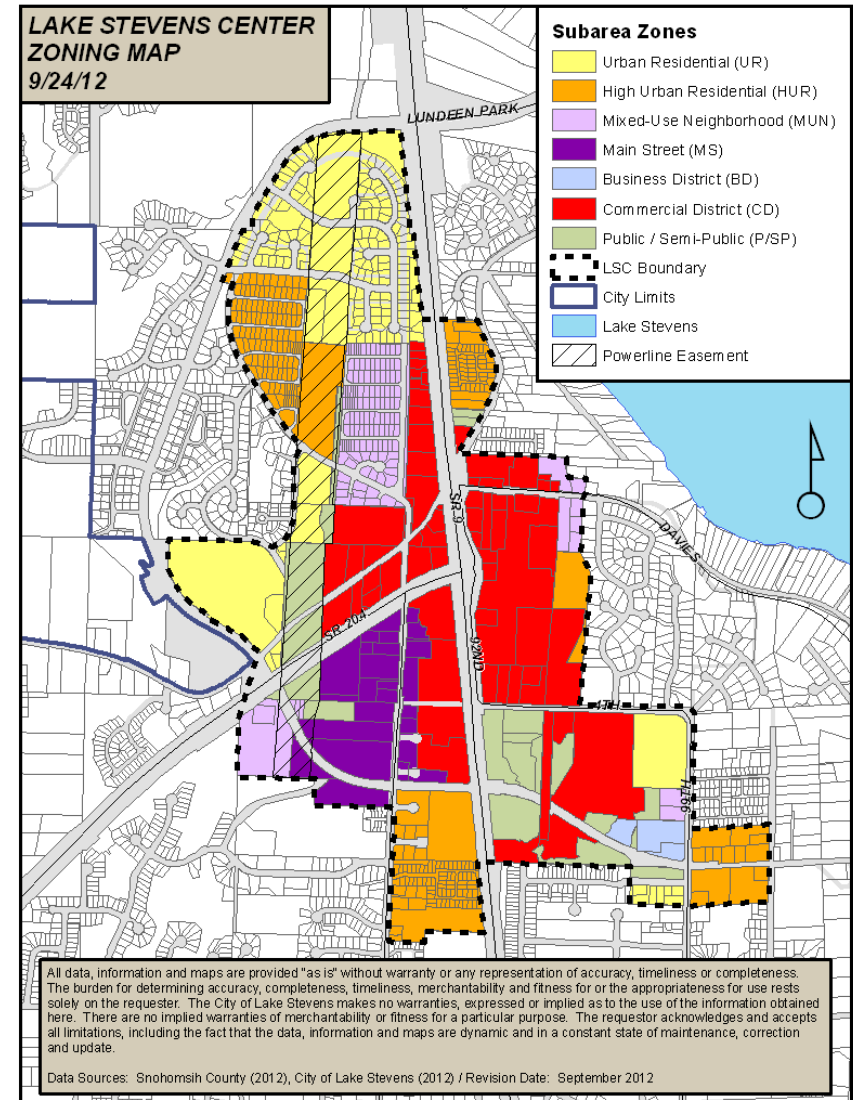 LAKE STEVENS CENTER
ZONING MAP
9/24/12
Subarea Zones
Urban Residential (UR)
High Urban Residential (HUR)
Mixed-Use Neighborhood (MUN)
Main Street (MS)
Business District (BD)
Commercial District (CD)
Public / Semi-Public (P/SP)
LSC Boundary
City Limits
Lake Stevens
Powerline Easement
LUNDEEN PARK
SR 9
DAVIES
SR 204
92ND
4TH
99TH
All data, information and maps are provided "as is" without warranty or any representation of accuracy, timeliness or completeness.
The burden for determining accuracy, completeness, timeliness, merchantability and fitness for or the appropriateness for use rests
solely on the requester. The City of Lake Stevens makes no warranties, expressed or implied as to the use of the information obtained
here. There are no implied warranties of merchantability or fitness for a particular purpose. The requestor acknowledges and accepts
all limitations, including the fact that the data, information and maps are dynamic and in a constant state of maintenance, correction
and update.
Data Sources: Snohomsih County (2012), City of Lake Stevens (2012) / Revision Date: September 2012